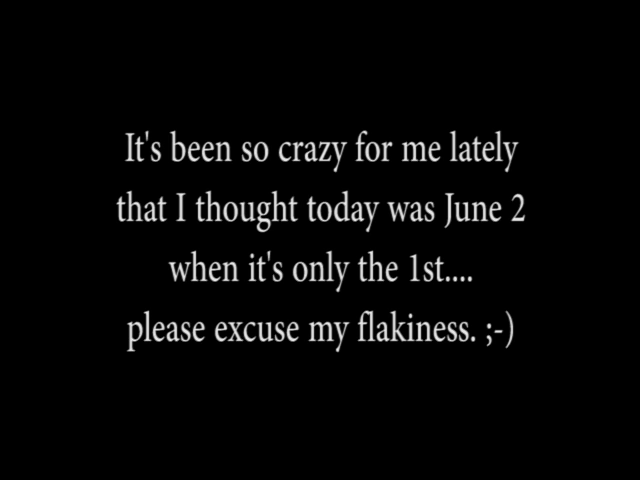 It's been so crazy for me lately
that I thought today was June 2
when it's only the 1st....
please excuse my flakiness. ;-)